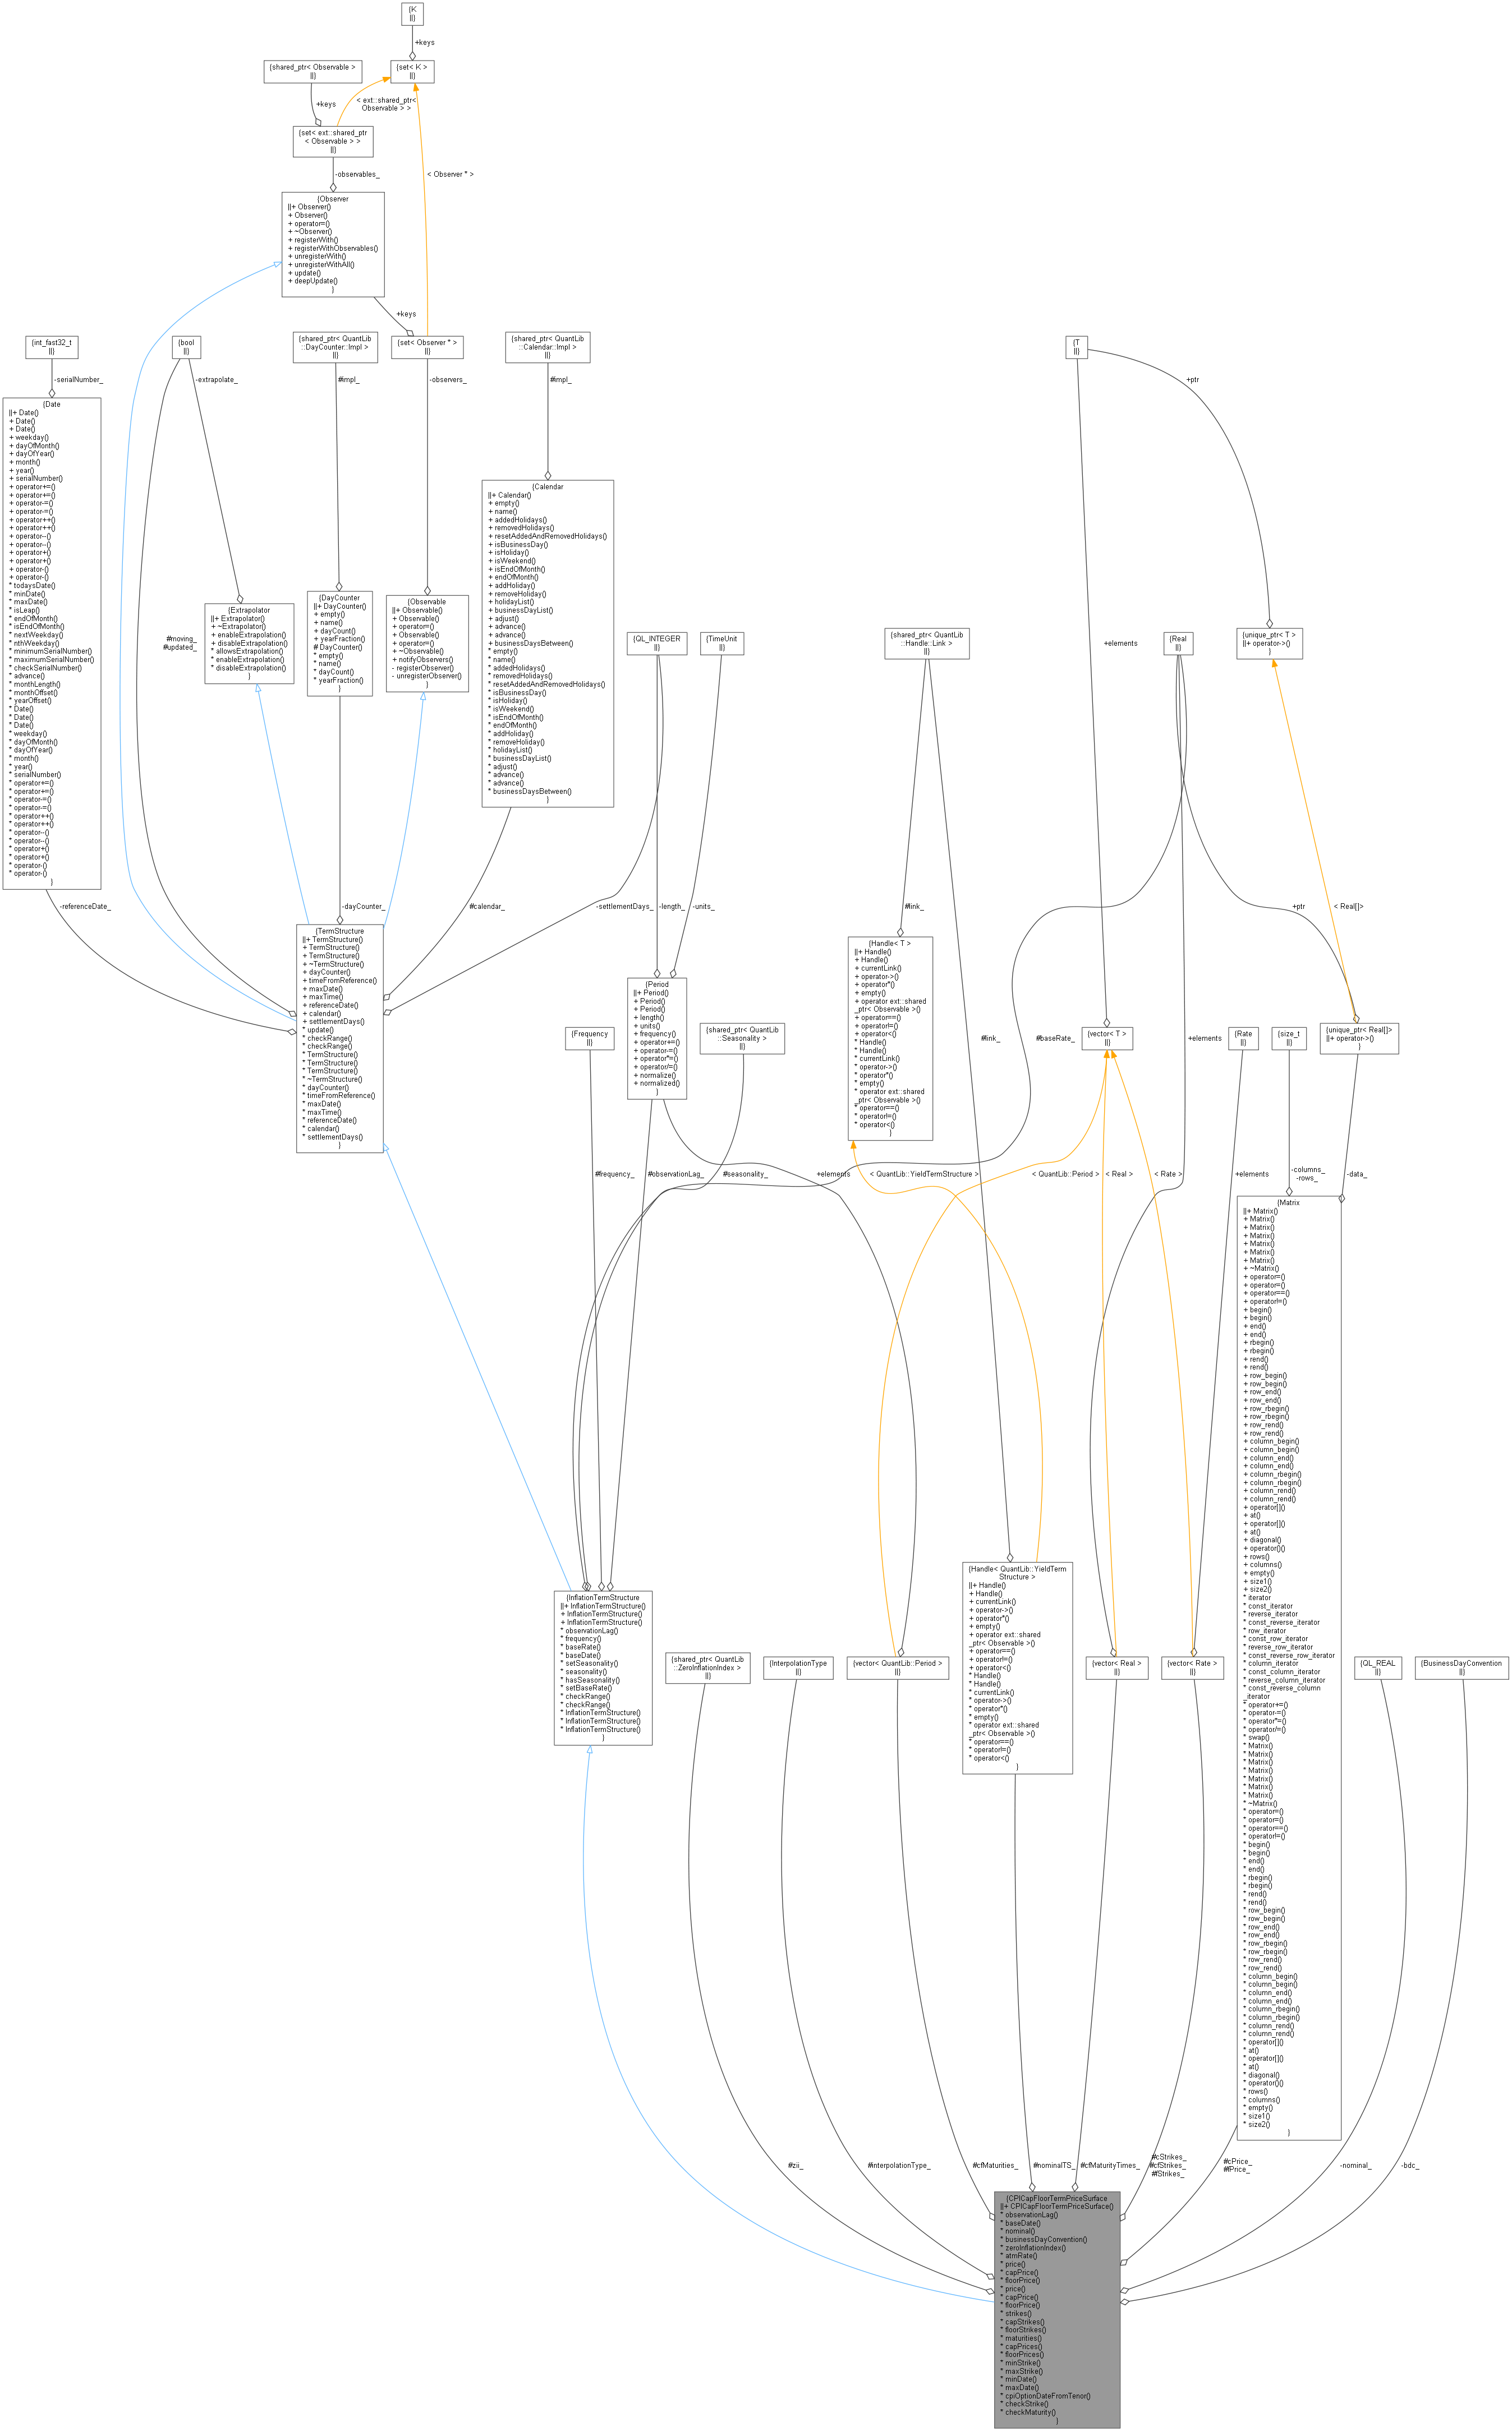 {K
||}
+keys
{shared_ptr< Observable >
||}
{set< K >
||}
+keys
< ext::shared_ptr<
Observable > >
{set< ext::shared_ptr
< Observable > >
||}
-observables_
< Observer * >
{Observer
||+ Observer()
+ Observer()
+ operator=()
+ ~Observer()
+ registerWith()
+ registerWithObservables()
+ unregisterWith()
+ unregisterWithAll()
+ update()
+ deepUpdate()
}
+keys
{int_fast32_t
||}
{bool
||}
{shared_ptr< QuantLib
::DayCounter::Impl >
||}
{set< Observer * >
||}
{shared_ptr< QuantLib
::Calendar::Impl >
||}
{T
||}
-serialNumber_
-extrapolate_
#impl_
-observers_
#impl_
+ptr
{Date
||+ Date()
+ Date()
+ Date()
+ weekday()
+ dayOfMonth()
+ dayOfYear()
+ month()
+ year()
+ serialNumber()
+ operator+=()
+ operator+=()
+ operator-=()
+ operator-=()
+ operator++()
+ operator++()
+ operator--()
+ operator--()
+ operator+()
+ operator+()
+ operator-()
+ operator-()
* todaysDate()
* minDate()
* maxDate()
* isLeap()
* endOfMonth()
* isEndOfMonth()
* nextWeekday()
* nthWeekday()
* minimumSerialNumber()
* maximumSerialNumber()
* checkSerialNumber()
* advance()
* monthLength()
* monthOffset()
* yearOffset()
* Date()
* Date()
* Date()
* weekday()
* dayOfMonth()
* dayOfYear()
* month()
* year()
* serialNumber()
* operator+=()
* operator+=()
* operator-=()
* operator-=()
* operator++()
* operator++()
* operator--()
* operator--()
* operator+()
* operator+()
* operator-()
* operator-()
}
#moving_
#updated_
{Extrapolator
||+ Extrapolator()
+ ~Extrapolator()
+ enableExtrapolation()
+ disableExtrapolation()
* allowsExtrapolation()
* enableExtrapolation()
* disableExtrapolation()
}
{DayCounter
||+ DayCounter()
+ empty()
+ name()
+ dayCount()
+ yearFraction()
# DayCounter()
* empty()
* name()
* dayCount()
* yearFraction()
}
{Observable
||+ Observable()
+ Observable()
+ operator=()
+ Observable()
+ operator=()
+ ~Observable()
+ notifyObservers()
- registerObserver()
- unregisterObserver()
}
{Calendar
||+ Calendar()
+ empty()
+ name()
+ addedHolidays()
+ removedHolidays()
+ resetAddedAndRemovedHolidays()
+ isBusinessDay()
+ isHoliday()
+ isWeekend()
+ isEndOfMonth()
+ endOfMonth()
+ addHoliday()
+ removeHoliday()
+ holidayList()
+ businessDayList()
+ adjust()
+ advance()
+ advance()
+ businessDaysBetween()
* empty()
* name()
* addedHolidays()
* removedHolidays()
* resetAddedAndRemovedHolidays()
* isBusinessDay()
* isHoliday()
* isWeekend()
* isEndOfMonth()
* endOfMonth()
* addHoliday()
* removeHoliday()
* holidayList()
* businessDayList()
* adjust()
* advance()
* advance()
* businessDaysBetween()
}
{QL_INTEGER
||}
{TimeUnit
||}
{shared_ptr< QuantLib
::Handle::Link >
||}
+elements
{Real
||}
{unique_ptr< T >
||+ operator->()
}
-referenceDate_
-dayCounter_
#calendar_
-settlementDays_
-length_
-units_
#link_
+ptr
< Real[]>
{TermStructure
||+ TermStructure()
+ TermStructure()
+ TermStructure()
+ ~TermStructure()
+ dayCounter()
+ timeFromReference()
+ maxDate()
+ maxTime()
+ referenceDate()
+ calendar()
+ settlementDays()
* update()
* checkRange()
* checkRange()
* TermStructure()
* TermStructure()
* TermStructure()
* ~TermStructure()
* dayCounter()
* timeFromReference()
* maxDate()
* maxTime()
* referenceDate()
* calendar()
* settlementDays()
}
{Frequency
||}
{Period
||+ Period()
+ Period()
+ Period()
+ length()
+ units()
+ frequency()
+ operator+=()
+ operator-=()
+ operator*=()
+ operator/=()
+ normalize()
+ normalized()
}
{shared_ptr< QuantLib
::Seasonality >
||}
{Handle< T >
||+ Handle()
+ Handle()
+ currentLink()
+ operator->()
+ operator*()
+ empty()
+ operator ext::shared
_ptr< Observable >()
+ operator==()
+ operator!=()
+ operator<()
* Handle()
* Handle()
* currentLink()
* operator->()
* operator*()
* empty()
* operator ext::shared
_ptr< Observable >()
* operator==()
* operator!=()
* operator<()
}
#link_
#baseRate_
{vector< T >
||}
+elements
{Rate
||}
{size_t
||}
{unique_ptr< Real[]>
||+ operator->()
}
#frequency_
#observationLag_
#seasonality_
+elements
< QuantLib::YieldTermStructure >
< QuantLib::Period >
< Real >
< Rate >
+elements
-columns_
-rows_
-data_
{Matrix
||+ Matrix()
+ Matrix()
+ Matrix()
+ Matrix()
+ Matrix()
+ Matrix()
+ Matrix()
+ ~Matrix()
+ operator=()
+ operator=()
+ operator==()
+ operator!=()
+ begin()
+ begin()
+ end()
+ end()
+ rbegin()
+ rbegin()
+ rend()
+ rend()
+ row_begin()
+ row_begin()
+ row_end()
+ row_end()
+ row_rbegin()
+ row_rbegin()
+ row_rend()
+ row_rend()
+ column_begin()
+ column_begin()
+ column_end()
+ column_end()
+ column_rbegin()
+ column_rbegin()
+ column_rend()
+ column_rend()
+ operator[]()
+ at()
+ operator[]()
+ at()
+ diagonal()
+ operator()()
+ rows()
+ columns()
+ empty()
+ size1()
+ size2()
* iterator
* const_iterator
* reverse_iterator
* const_reverse_iterator
* row_iterator
* const_row_iterator
* reverse_row_iterator
* const_reverse_row_iterator
* column_iterator
* const_column_iterator
* reverse_column_iterator
* const_reverse_column
_iterator
* operator+=()
* operator-=()
* operator*=()
* operator/=()
* swap()
* Matrix()
* Matrix()
* Matrix()
* Matrix()
* Matrix()
* Matrix()
* Matrix()
* ~Matrix()
* operator=()
* operator=()
* operator==()
* operator!=()
* begin()
* begin()
* end()
* end()
* rbegin()
* rbegin()
* rend()
* rend()
* row_begin()
* row_begin()
* row_end()
* row_end()
* row_rbegin()
* row_rbegin()
* row_rend()
* row_rend()
* column_begin()
* column_begin()
* column_end()
* column_end()
* column_rbegin()
* column_rbegin()
* column_rend()
* column_rend()
* operator[]()
* at()
* operator[]()
* at()
* diagonal()
* operator()()
* rows()
* columns()
* empty()
* size1()
* size2()
}
{InflationTermStructure
||+ InflationTermStructure()
+ InflationTermStructure()
+ InflationTermStructure()
* observationLag()
* frequency()
* baseRate()
* baseDate()
* setSeasonality()
* seasonality()
* hasSeasonality()
* setBaseRate()
* checkRange()
* checkRange()
* InflationTermStructure()
* InflationTermStructure()
* InflationTermStructure()
}
{shared_ptr< QuantLib
::ZeroInflationIndex >
||}
{InterpolationType
||}
{vector< QuantLib::Period >
||}
{Handle< QuantLib::YieldTerm
Structure >
||+ Handle()
+ Handle()
+ currentLink()
+ operator->()
+ operator*()
+ empty()
+ operator ext::shared
_ptr< Observable >()
+ operator==()
+ operator!=()
+ operator<()
* Handle()
* Handle()
* currentLink()
* operator->()
* operator*()
* empty()
* operator ext::shared
_ptr< Observable >()
* operator==()
* operator!=()
* operator<()
}
{vector< Real >
||}
{vector< Rate >
||}
{QL_REAL
||}
{BusinessDayConvention
||}
#zii_
#interpolationType_
#cfMaturities_
#nominalTS_
#cfMaturityTimes_
#cStrikes_
#cfStrikes_
#fStrikes_
#cPrice_
#fPrice_
-nominal_
-bdc_
{CPICapFloorTermPriceSurface
||+ CPICapFloorTermPriceSurface()
* observationLag()
* baseDate()
* nominal()
* businessDayConvention()
* zeroInflationIndex()
* atmRate()
* price()
* capPrice()
* floorPrice()
* price()
* capPrice()
* floorPrice()
* strikes()
* capStrikes()
* floorStrikes()
* maturities()
* capPrices()
* floorPrices()
* minStrike()
* maxStrike()
* minDate()
* maxDate()
* cpiOptionDateFromTenor()
* checkStrike()
* checkMaturity()
}